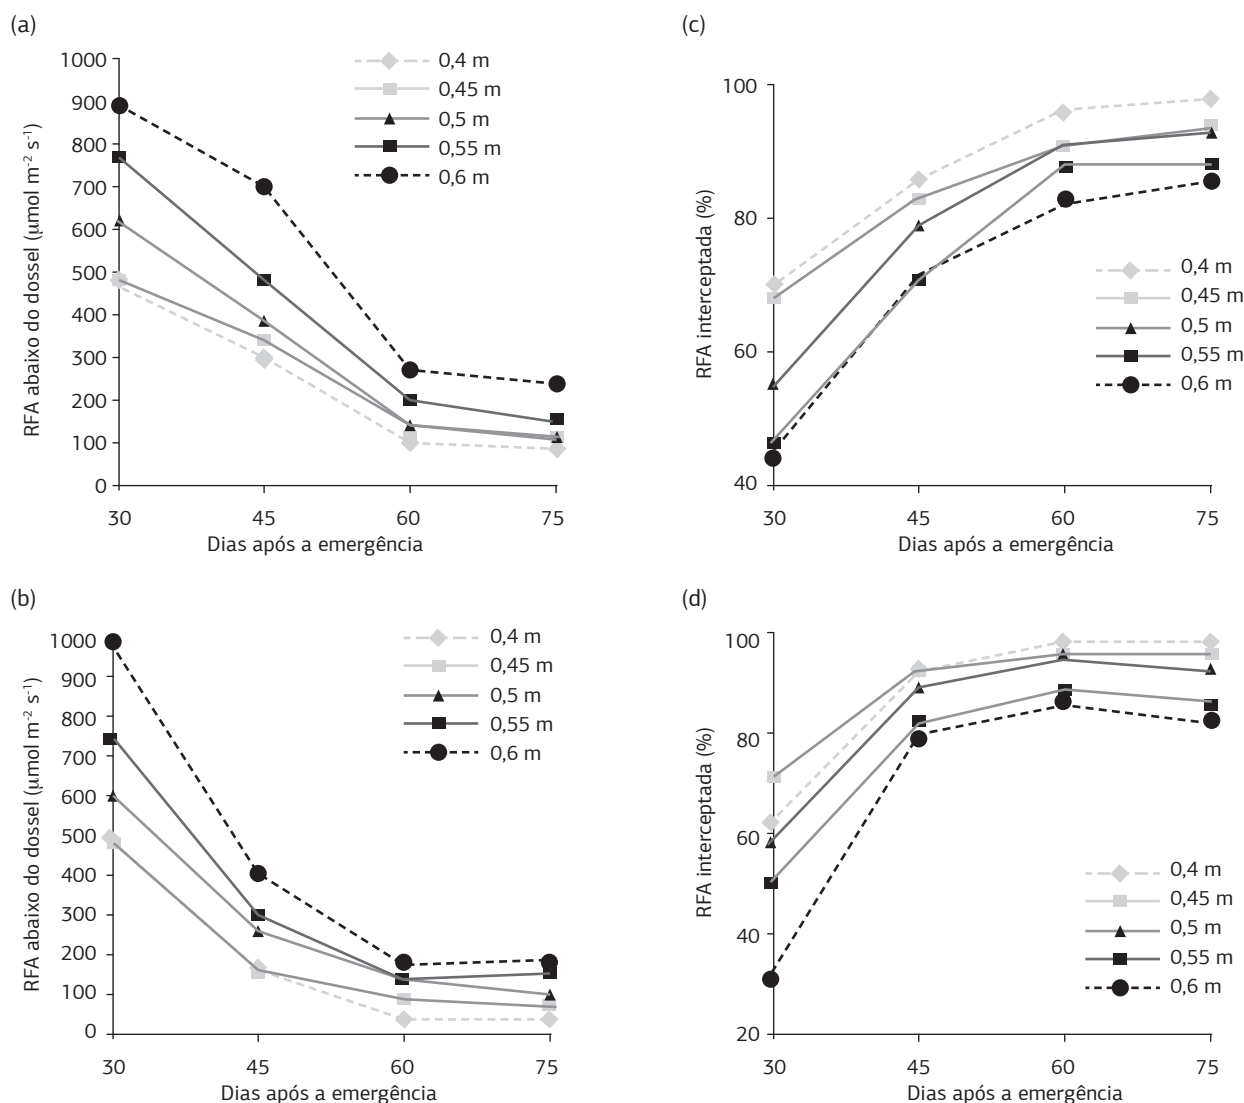 (a)
RFA abaixo do dossel (µmol m⁻² s⁻¹)
1000
900
800
700
600
500
400
300
200
100
0
30 45 60 75
Dias após a emergência
0,4 m
0,45 m
0,5 m
0,55 m
0,6 m
(c)
RFA interceptada (%)
100
80
60
40
30 45 60 75
Dias após a emergência
0,4 m
0,45 m
0,5 m
0,55 m
0,6 m
(b)
RFA abaixo do dossel (µmol m⁻² s⁻¹)
1000
900
800
700
600
500
400
300
200
100
0
30 45 60 75
Dias após a emergência
0,4 m
0,45 m
0,5 m
0,55 m
0,6 m
(d)
RFA interceptada (%)
100
80
60
40
20
30 45 60 75
Dias após a emergência
0,4 m
0,45 m
0,5 m
0,55 m
0,6 m